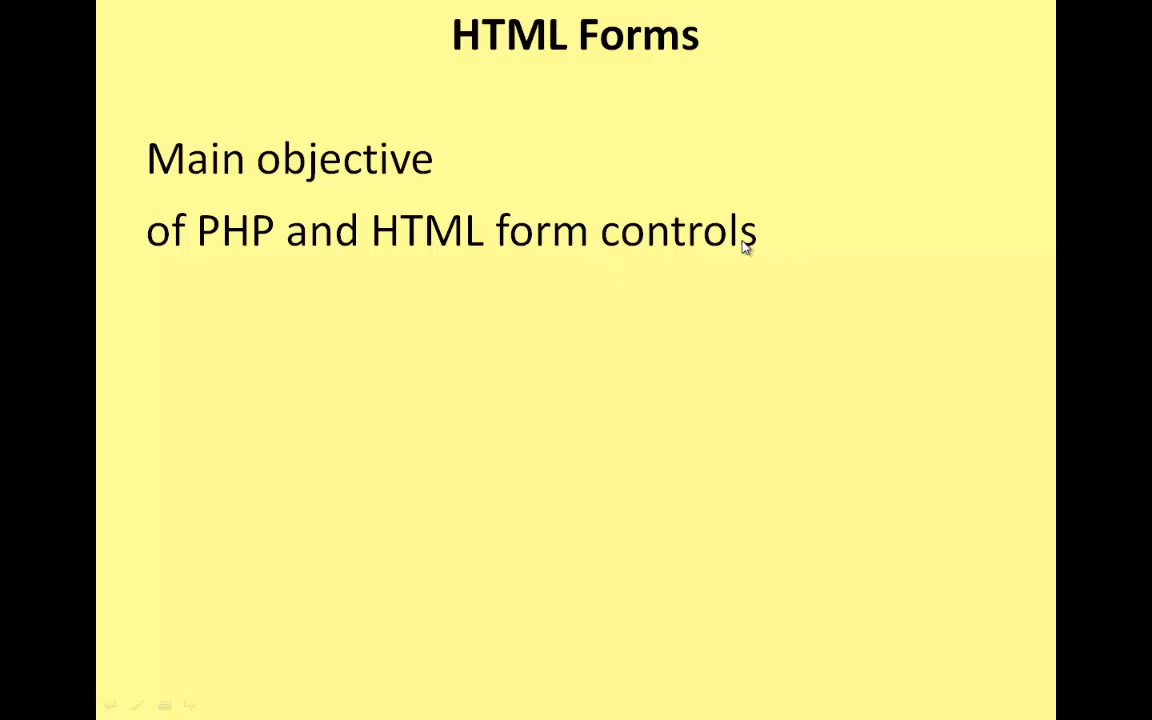 HTML Forms
Main objective
of PHP and HTML form controls